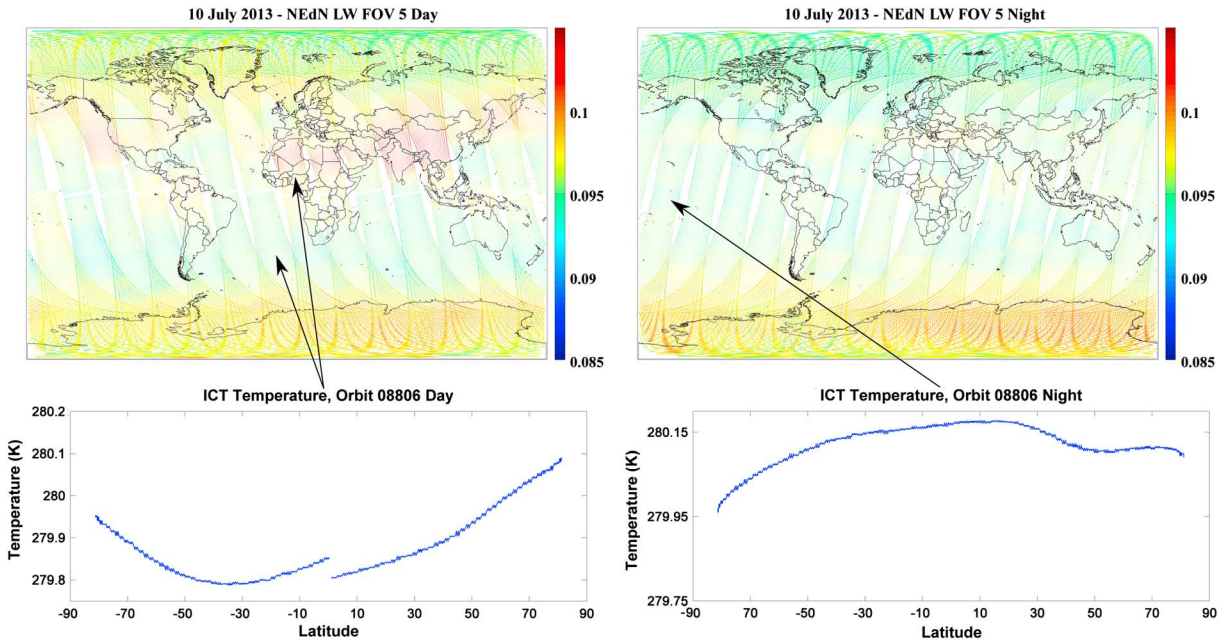 10 July 2013 - NEdN LW FOV 5 Day
0.1
0.095
0.09
0.085
10 July 2013 - NEdN LW FOV 5 Night
0.1
0.095
0.09
0.085
ICT Temperature, Orbit 08806 Day
280.2
280.1
280
279.9
279.8
Temperature (K)
-90 -70 -50 -30 -10 10 30 50 70 90
Latitude
ICT Temperature, Orbit 08806 Night
280.15
279.95
279.75
Temperature (K)
-90 -70 -50 -30 -10 10 30 50 70 90
Latitude